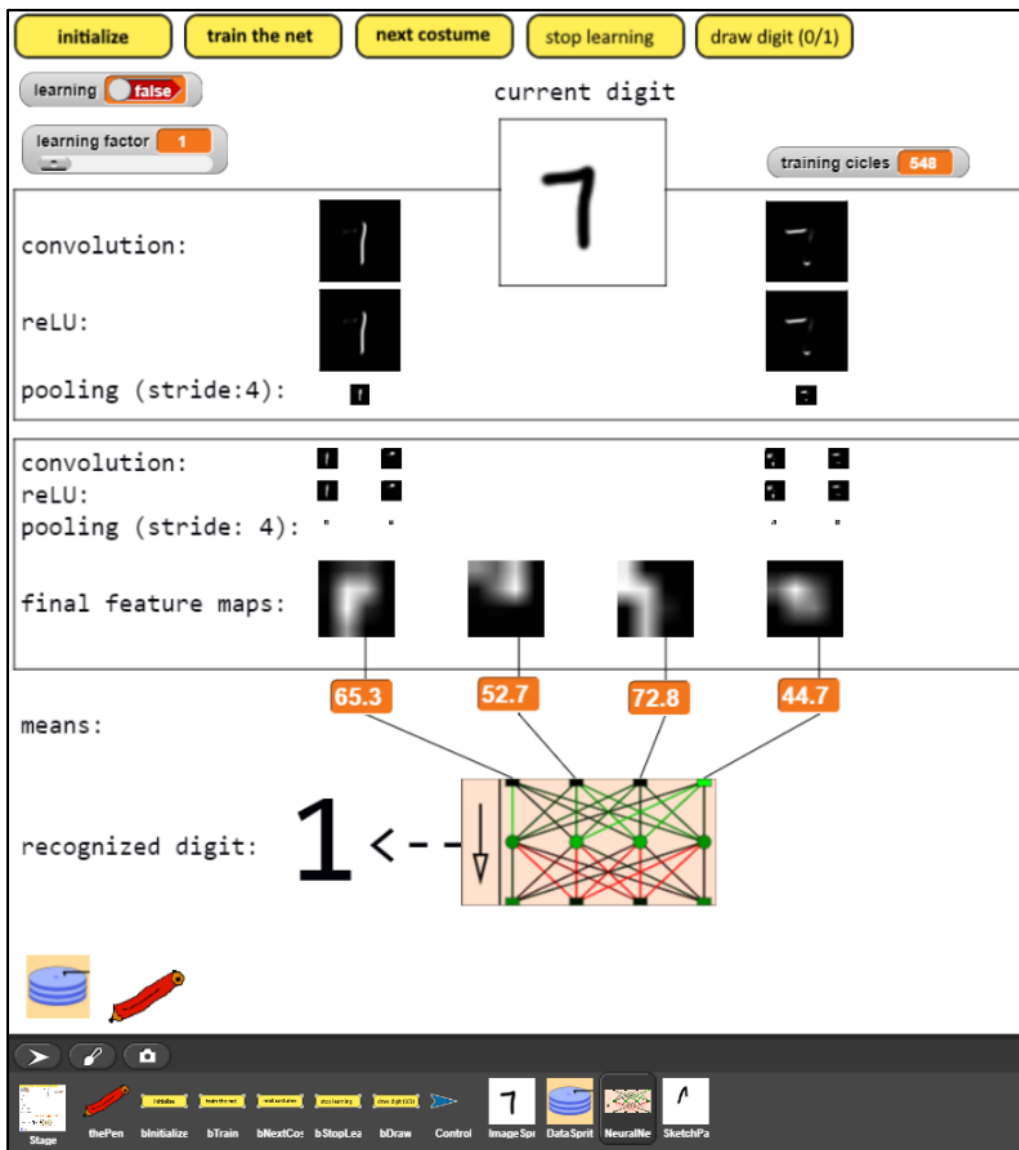 initialize train the net next costume stop learning draw digit (0/1)
learning false
current digit
learning factor 1
training cicles 548
7
convolution:
reLU:
pooling (stride:4):
convolution:
reLU:
pooling (stride: 4):
final feature maps:
65.3 52.7 72.8 44.7
means:
recognized digit: 1 <--
Stage thePen bInitialize bTrain bNextCos bStopLea bDraw Control ImageSpri DataSprit NeuralNe SketchPa